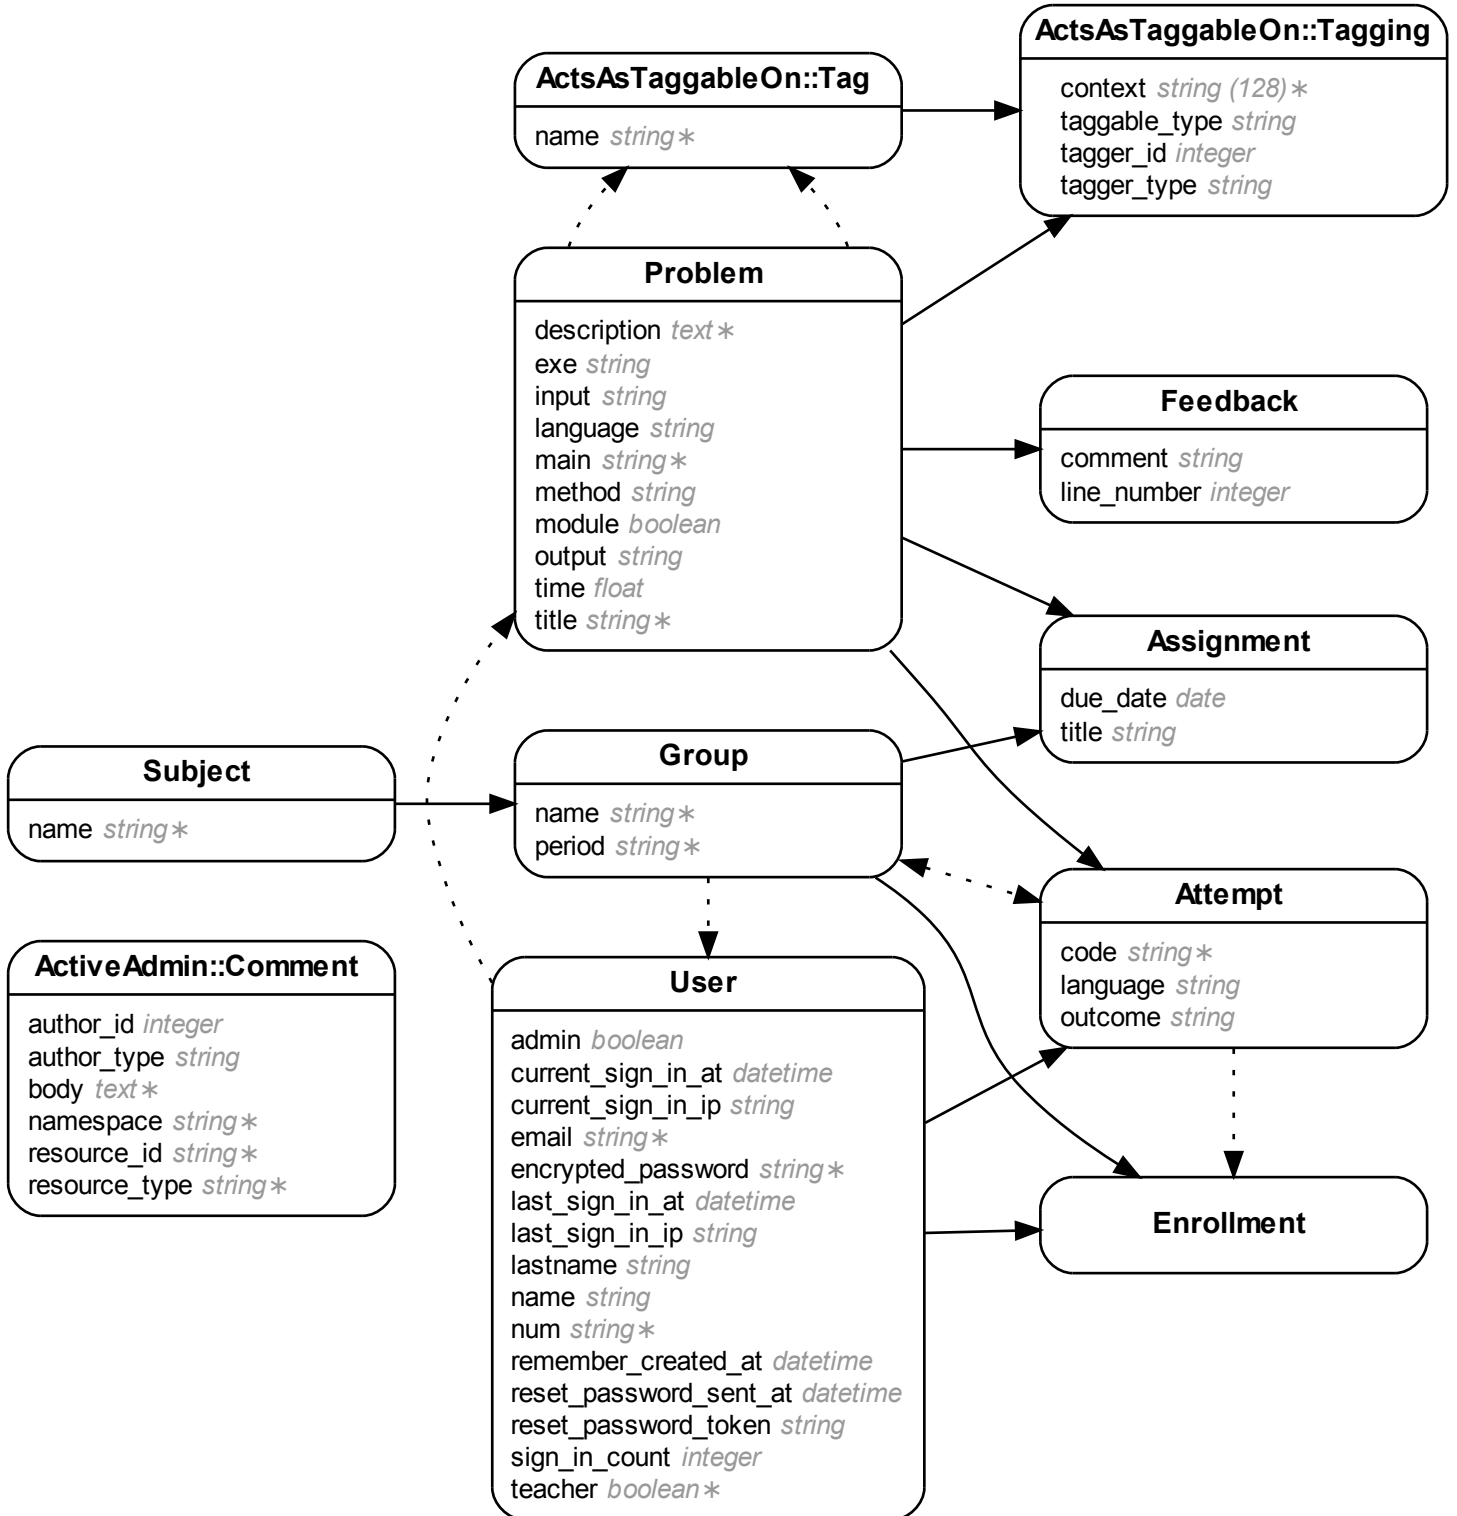 ActsAsTaggableOn::Tagging
context string (128)∗
taggable_type string
tagger_id integer
tagger_type string
ActsAsTaggableOn::Tag
name string∗
Problem
description text∗
exe string
input string
language string
main string∗
method string
module boolean
output string
time float
title string∗
Feedback
comment string
line_number integer
Assignment
due_date date
title string
Subject
name string∗
Group
name string∗
period string∗
Attempt
code string∗
language string
outcome string
ActiveAdmin::Comment
author_id integer
author_type string
body text∗
namespace string∗
resource_id string∗
resource_type string∗
User
admin boolean
current_sign_in_at datetime
current_sign_in_ip string
email string∗
encrypted_password string∗
last_sign_in_at datetime
last_sign_in_ip string
lastname string
name string
num string∗
remember_created_at datetime
reset_password_sent_at datetime
reset_password_token string
sign_in_count integer
teacher boolean∗
Enrollment